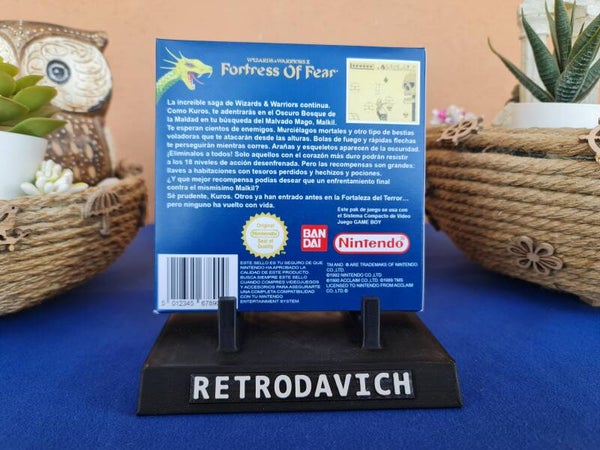 WIZARDS & WARRIORS X
Fortress Of Fear
La increíble saga de Wizards & Warriors continua.
Como Kuros, te adentrarás en el Oscuro Bosque de
la Maldad en tu búsqueda del Malvado Mago, Malkil.
Te esperan cientos de enemigos. Murciélagos mortales y otro tipo de bestias
voladoras que te atacarán desde las alturas. Bolas de fuego y rápidas flechas
te perseguirán mientras corres. Arañas y esqueletos aparecen de la oscuridad.
¡Elimínalos a todos! Solo aquellos con el corazón más duro podrán resistir
a los 18 niveles de acción desenfrenada. Pero las recompensas son grandes:
llaves a habitaciones con tesoros perdidos y hechizos y pociones.
¿Y que mejor recompensa podías desear que un enfrentamiento final
contra el mismísimo Malkil?
Sé prudente, Kuros. Otros ya han entrado antes en la Fortaleza del Terror...
pero ninguno ha vuelto con vida.
Este pak de juego se usa con
el Sistema Compacto de Video
Juego GAME BOY
Original
Nintendo
Seal of
Quality
BAN
DAI
Nintendo
ESTE SELLO ES TU SEGURO DE QUE
NINTENDO HA APROBADO LA
CALIDAD DE ESTE PRODUCTO.
BUSCA SIEMPRE ESTE SELLO
CUANDO COMPRES VIDEOJUEGOS
Y ACCESORIOS PARA ASEGURARTE
UNA COMPLETA COMPATIBILIDAD
CON TU NINTENDO
ENTERTAINMENT SYSTEM
TM AND ® ARE TRADEMARKS OF NINTENDO
CO., LTD.
©1992 NINTENDO CO., LTD.
©1990 ACCLAIM CO., LTD. ©1989 TMS
LICENSED TO NINTENDO FROM ACCLAIM
CO., LTD. ©
5 012345 6789
RETRODAVICH